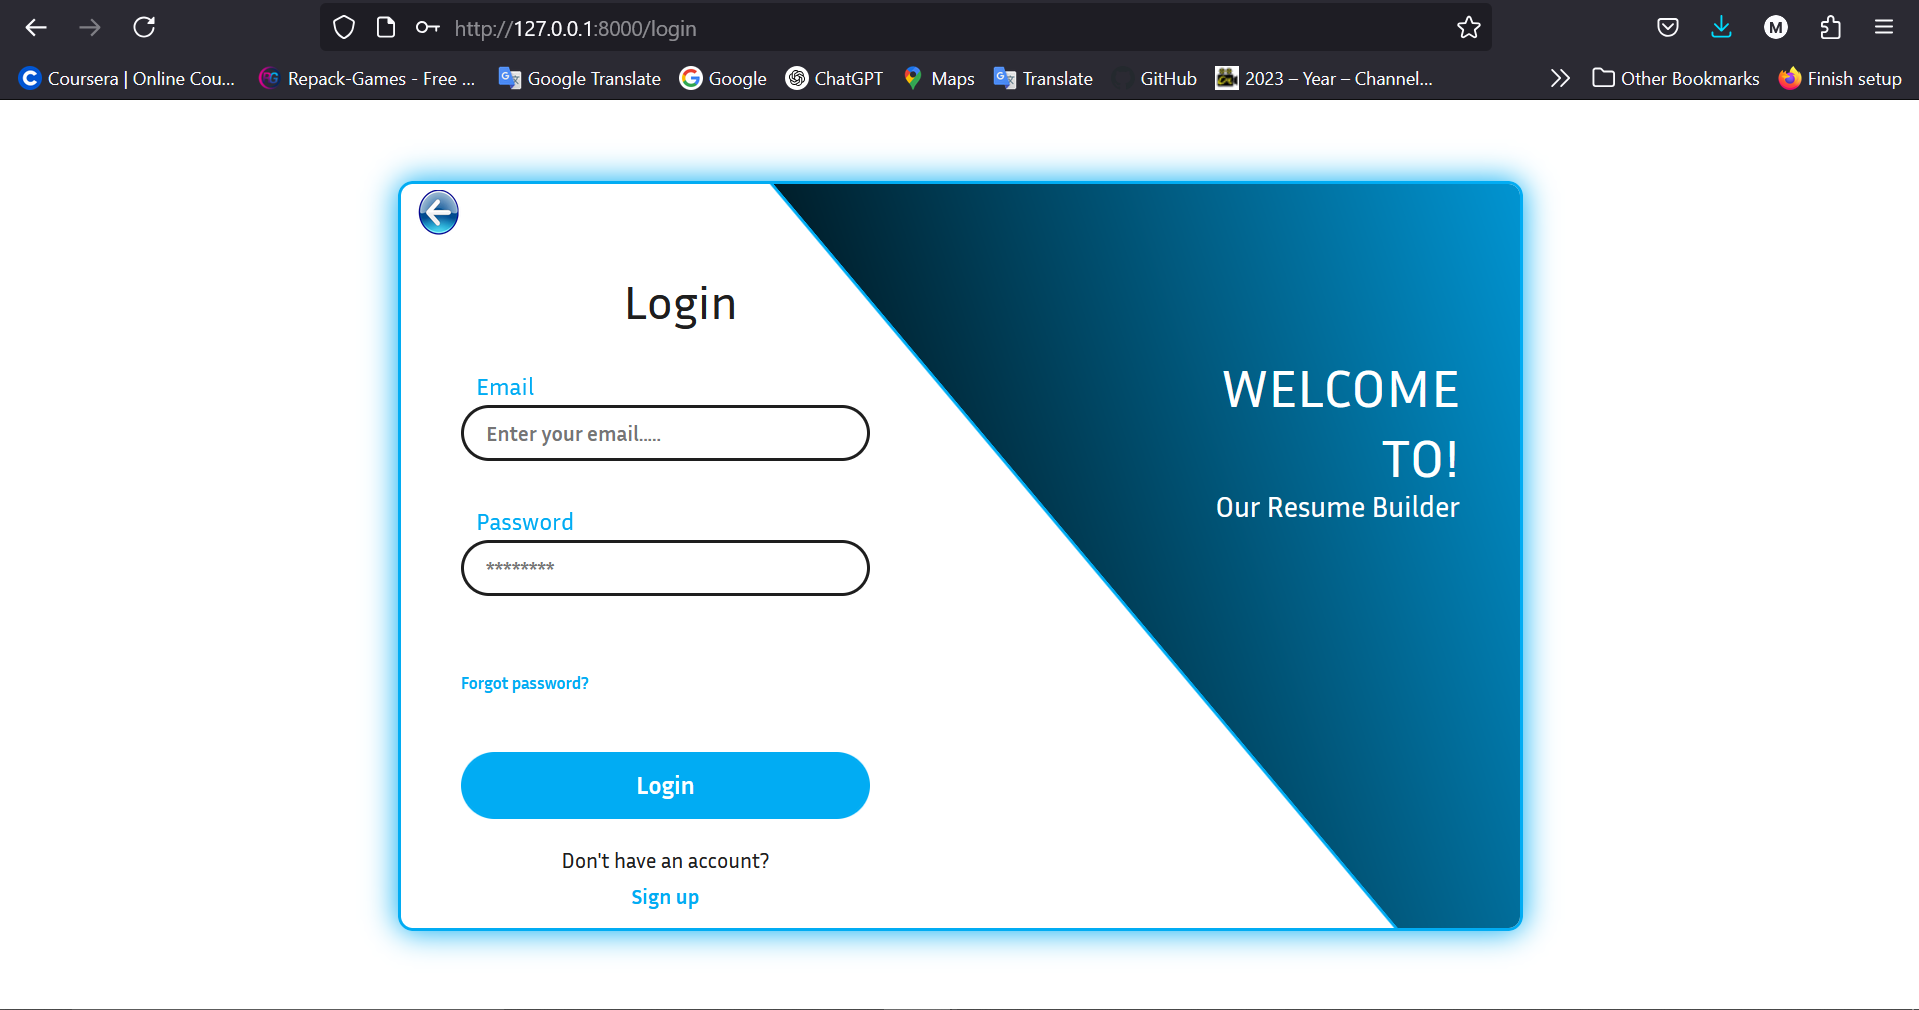 http://127.0.0.1:8000/login
M
Coursera | Online Cou...
Repack-Games - Free ...
Google Translate
Google
ChatGPT
Maps
Translate
GitHub
2023 – Year – Channel...
Other Bookmarks
Finish setup
Login
Email
Enter your email.....
Password
********
Forgot password?
Login
Don't have an account?
Sign up
WELCOME
TO!
Our Resume Builder